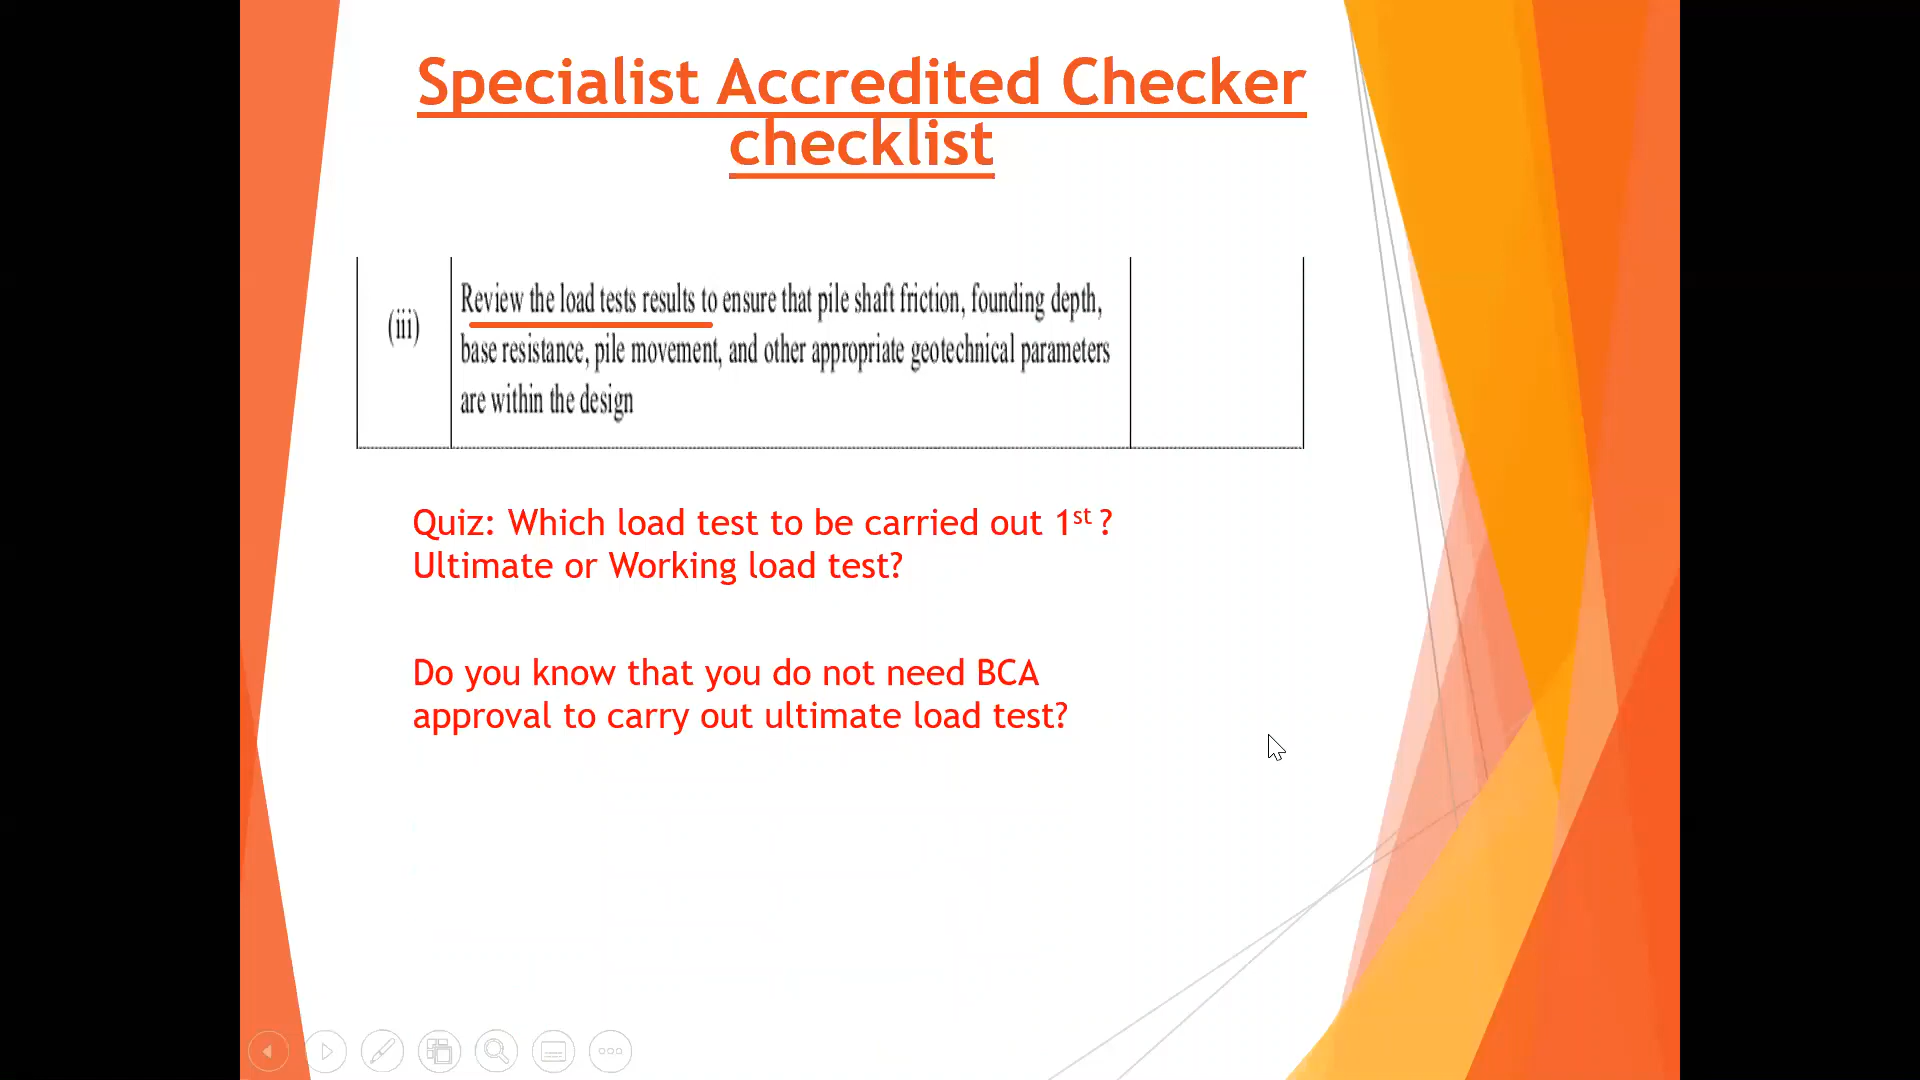 Specialist Accredited Checker
checklist
(iii)
Review the load tests results to ensure that pile shaft friction, founding depth,
base resistance, pile movement, and other appropriate geotechnical parameters
are within the design
Quiz: Which load test to be carried out 1st ?
Ultimate or Working load test?
Do you know that you do not need BCA
approval to carry out ultimate load test?